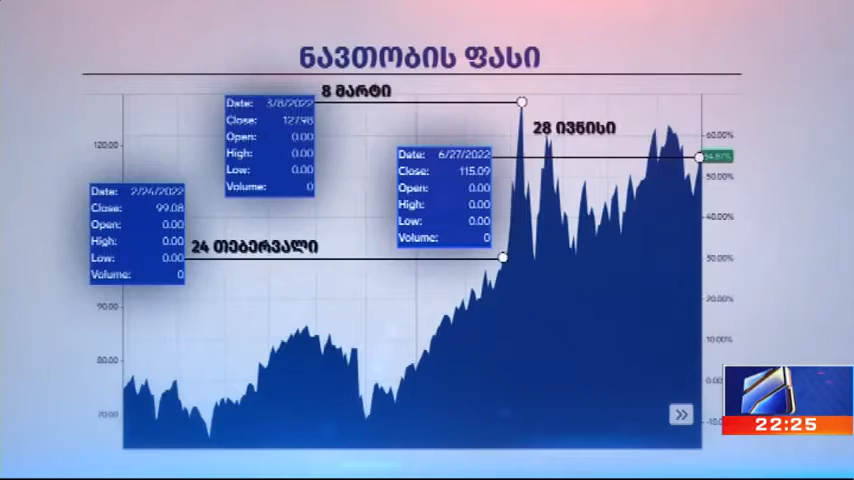 ნავთობის ფასი
8 მარტი
Date: 3/8/2022
Close: 127.98
Open: 0.00
High: 0.00
Low: 0.00
Volume: 0
28 ივნისი
Date: 6/27/2022
Close: 115.09
Open: 0.00
High: 0.00
Low: 0.00
Volume: 0
24 თებერვალი
Date: 2/24/2022
Close: 99.08
Open: 0.00
High: 0.00
Low: 0.00
Volume: 0
120.00
90.00
80.00
70.00
60.00%
50.00%
40.00%
30.00%
20.00%
10.00%
0.00
22:25